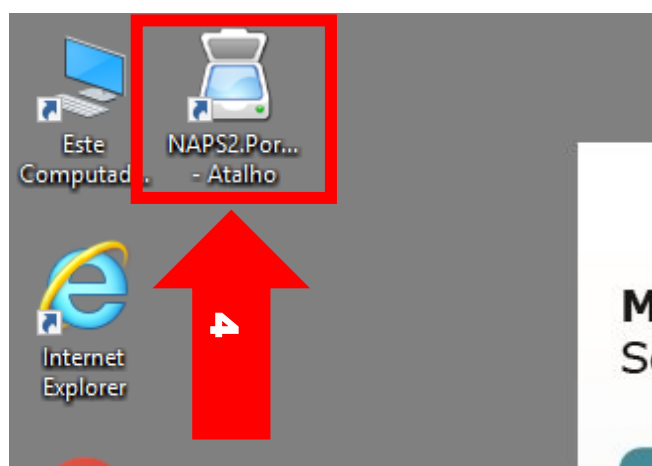 Este
Computad...
NAPS2.Por...
- Atalho
4
Internet
Explorer
M
Se